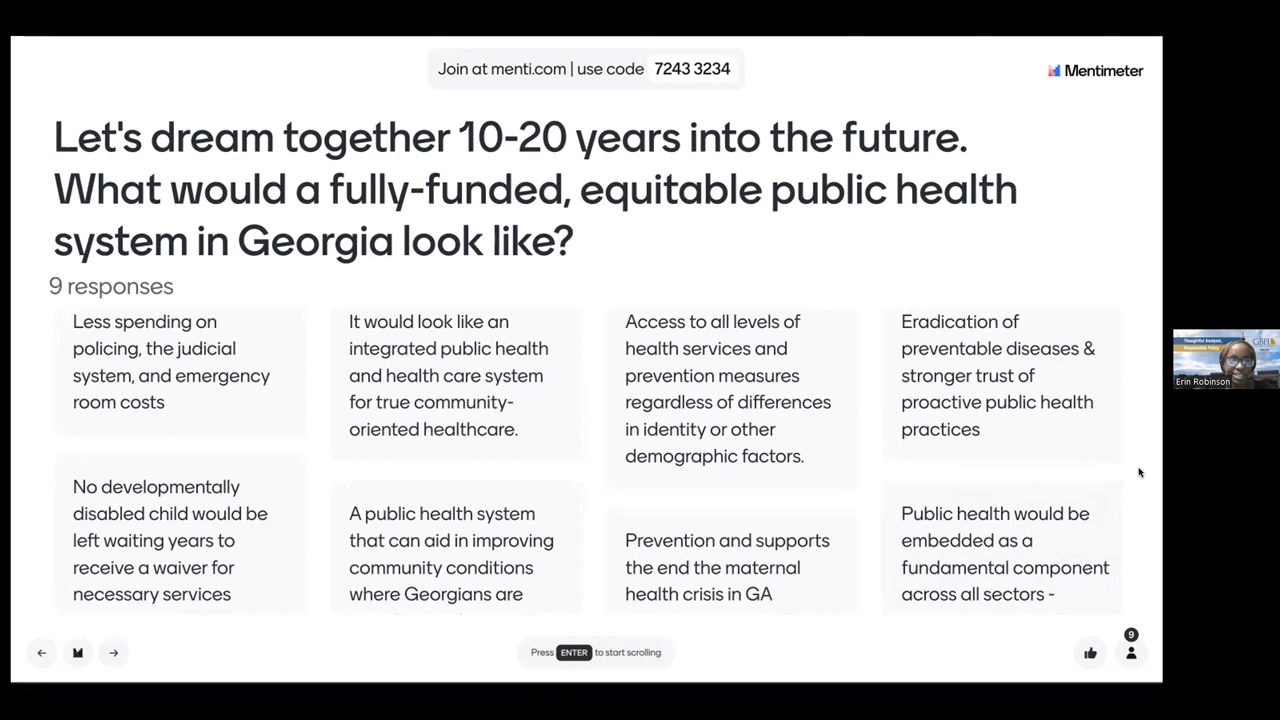 Join at menti.com | use code 7243 3234
Mentimeter
Let's dream together 10-20 years into the future.
What would a fully-funded, equitable public health
system in Georgia look like?
9 responses
Less spending on
policing, the judicial
system, and emergency
room costs
No developmentally
disabled child would be
left waiting years to
receive a waiver for
necessary services
It would look like an
integrated public health
and health care system
for true community-
oriented healthcare.
A public health system
that can aid in improving
community conditions
where Georgians are
Access to all levels of
health services and
prevention measures
regardless of differences
in identity or other
demographic factors.
Prevention and supports
the end the maternal
health crisis in GA
Eradication of
preventable diseases &
stronger trust of
proactive public health
practices
Public health would be
embedded as a
fundamental component
across all sectors -
Press ENTER to start scrolling
9
Thoughtful Analysis,
Responsible Policy
GBPI
Erin Robinson